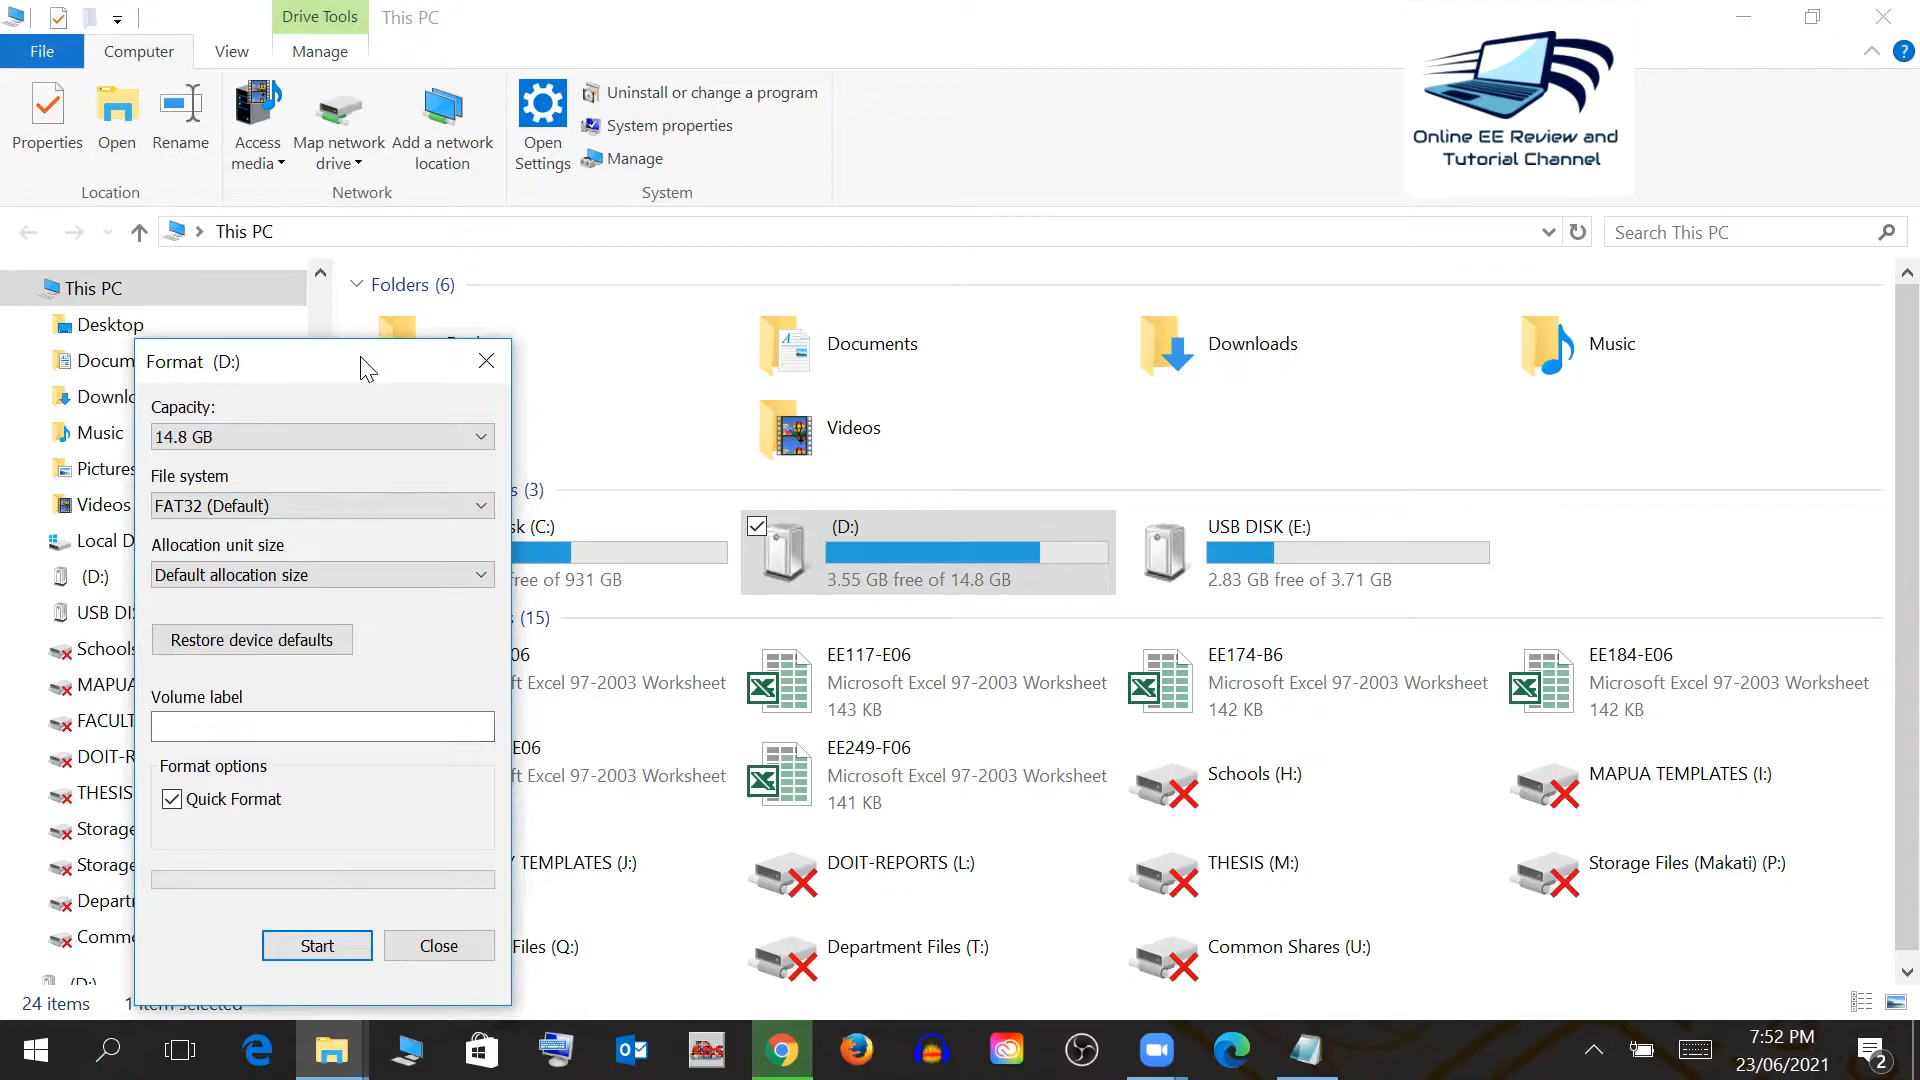 Drive Tools
This PC
File
Computer
View
Manage
Properties
Open
Rename
Access media
Map network drive
Add a network location
Open Settings
Uninstall or change a program
System properties
Manage
Location
Network
System
Online EE Review and
Tutorial Channel
This PC
Search This PC
This PC
Desktop
Docum
Downlo
Music
Pictures
Videos
Local D
(D:)
USB DI
Schools
MAPUA
FACULT
DOIT-R
THESIS
Storage
Storage
Departr
Comme
(D:)
Folders (6)
Documents
Downloads
Music
Videos
s (3)
sk (C:)
free of 931 GB
(D:)
3.55 GB free of 14.8 GB
USB DISK (E:)
2.83 GB free of 3.71 GB
s (15)
06
ft Excel 97-2003 Worksheet
EE117-E06
Microsoft Excel 97-2003 Worksheet
143 KB
EE174-B6
Microsoft Excel 97-2003 Worksheet
142 KB
EE184-E06
Microsoft Excel 97-2003 Worksheet
142 KB
E06
ft Excel 97-2003 Worksheet
EE249-F06
Microsoft Excel 97-2003 Worksheet
141 KB
Schools (H:)
MAPUA TEMPLATES (I:)
TEMPLATES (J:)
DOIT-REPORTS (L:)
THESIS (M:)
Storage Files (Makati) (P:)
Files (Q:)
Department Files (T:)
Common Shares (U:)
Format (D:)
Capacity:
14.8 GB
File system
FAT32 (Default)
Allocation unit size
Default allocation size
Restore device defaults
Volume label
Format options
Quick Format
Start
Close
24 items
1 item selected
7:52 PM
23/06/2021
2